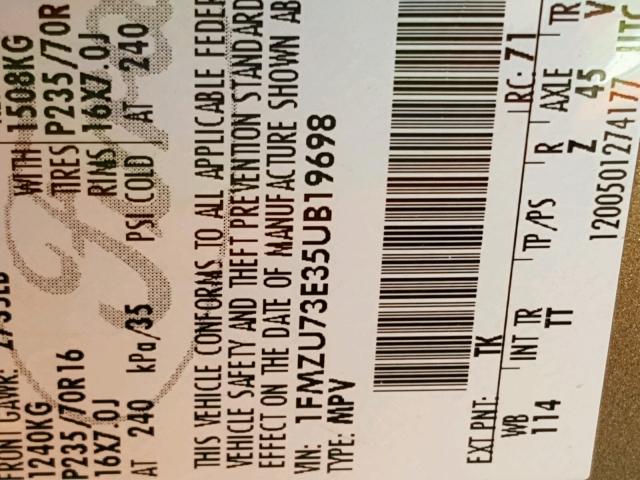 FRONT GAWR:
1240KG WITH 1508KG
P235/70R16 TIRES P235/70R
16X7.0J RIMS 16X7.0J
AT 240 kPa/35 PSI COLD AT 240
THIS VEHICLE CONFORMS TO ALL APPLICABLE FEDER
VEHICLE SAFETY AND THEFT PREVENTION STANDARD
EFFECT ON THE DATE OF MANUFACTURE SHOWN AB
VIN: 1FMZU73E35UB19698
TYPE: MPV
EXT PNT: TK RC: 71
WB INT TR TP/PS R AXLE TR
114 TT Z 45 V
1200501274177 UTC